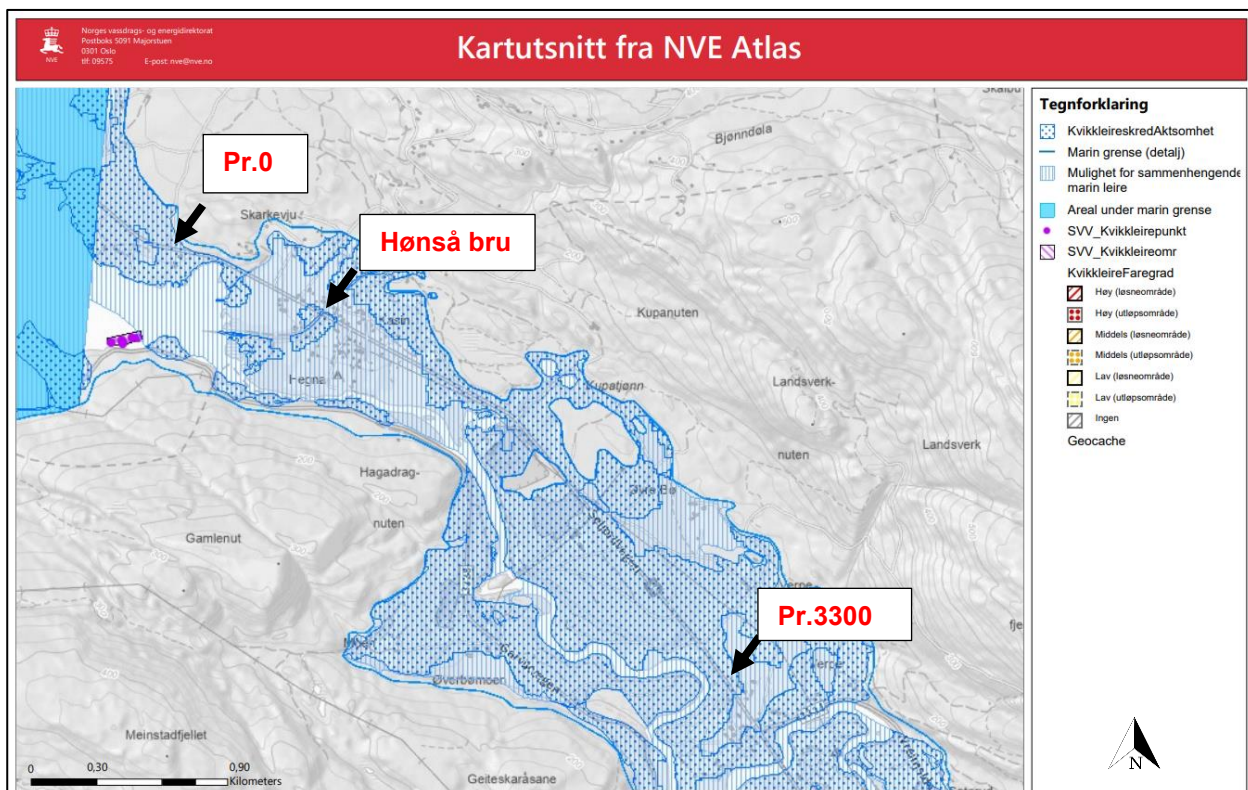 Norges vassdrags- og energidirektorat
Postboks 5091 Majorstuen
0301 Oslo
tlf: 09575 E-post: nve@nve.no
NVE
Kartutsnitt fra NVE Atlas
Bjønndøla
Pr.0
Skarkevju
Hønså bru
Kupanuten
Hegna
Kupatjønn
Landsverk-
nuten
Landsverk
Hagadrag-
nuten
Øvre Bø
Gamlenut
Seljordvegen
Pr.3300
Øverbømoen
Meinstadfjellet
Geiteskaråsane
0 0,30 0,90
Kilometers
Tegnforklaring
KvikkleireskredAktsomhet
Marin grense (detalj)
Mulighet for sammenhengende
marin leire
Areal under marin grense
SVV_Kvikkleirepunkt
SVV_Kvikkleireomr
KvikkleireFaregrad
Høy (løsneområde)
Høy (utløpsområde)
Middels (løsneområde)
Middels (utløpsområde)
Lav (løsneområde)
Lav (utløpsområde)
Ingen
Geocache
N